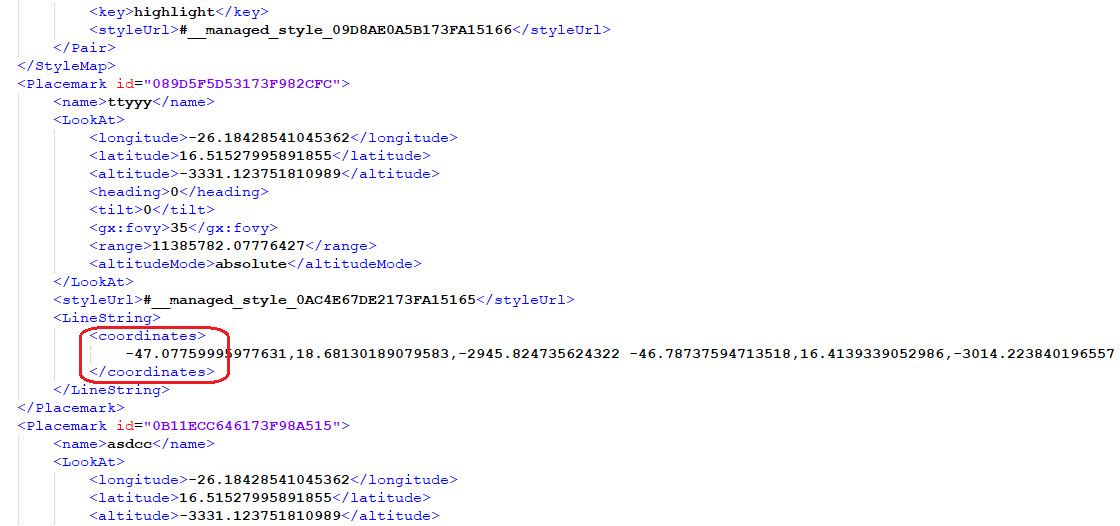 <key>highlight</key>
<styleUrl>#__managed_style_09D8AE0A5B173FA15166</styleUrl>
</Pair>
</StyleMap>
<Placemark id="089D5F5D53173F982CFC">
<name>ttyyy</name>
<LookAt>
<longitude>-26.18428541045362</longitude>
<latitude>16.51527995891855</latitude>
<altitude>-3331.123751810989</altitude>
<heading>0</heading>
<tilt>0</tilt>
<gx:fovy>35</gx:fovy>
<range>11385782.07776427</range>
<altitudeMode>absolute</altitudeMode>
</LookAt>
<styleUrl>#__managed_style_0AC4E67DE2173FA15165</styleUrl>
<LineString>
<coordinates>
-47.07759995977631,18.68130189079583,-2945.824735624322 -46.78737594713518,16.4139339052986,-3014.223840196557
</coordinates>
</LineString>
</Placemark>
<Placemark id="0B11ECC646173F98A515">
<name>asdcc</name>
<LookAt>
<longitude>-26.18428541045362</longitude>
<latitude>16.51527995891855</latitude>
<altitude>-3331.123751810989</altitude>